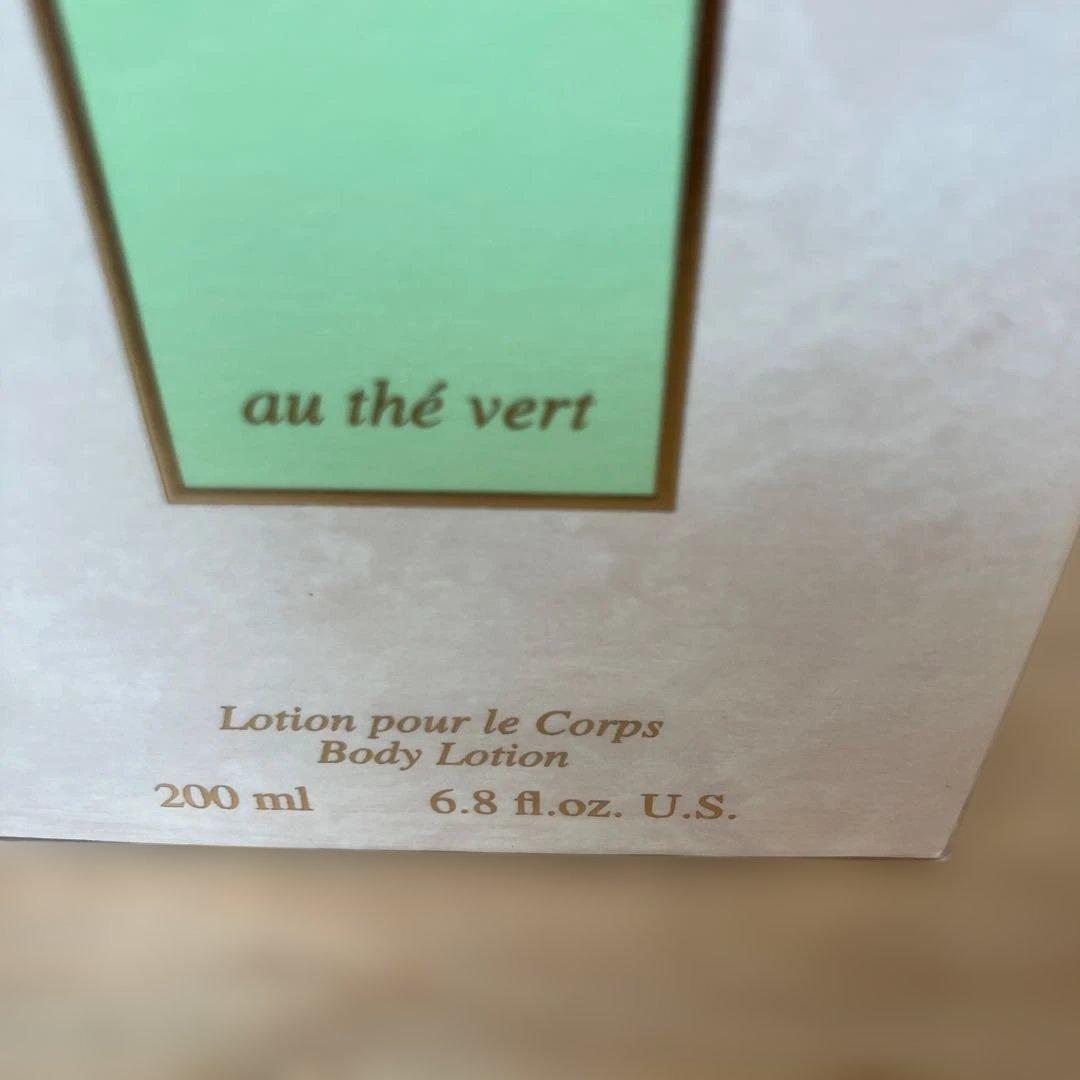 au thé vert
Lotion pour le Corps
Body Lotion
200 ml 6.8 fl.oz. U.S.